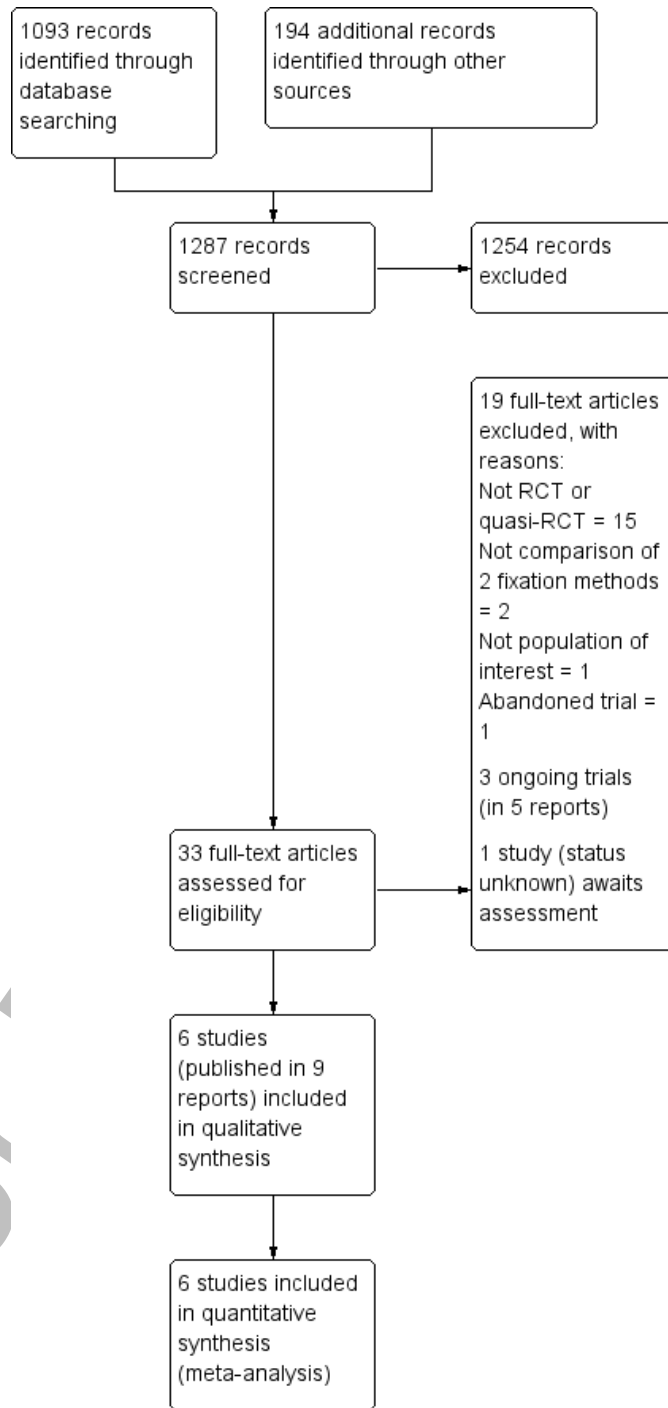 1093 records
identified through
database
searching
194 additional records
identified through other
sources
1287 records
screened
1254 records
excluded
19 full-text articles
excluded, with
reasons:
Not RCT or
quasi-RCT = 15
Not comparison of
2 fixation methods
= 2
Not population of
interest = 1
Abandoned trial =
1
3 ongoing trials
(in 5 reports)
1 study (status
unknown) awaits
assessment
33 full-text articles
assessed for
eligibility
6 studies
(published in 9
reports) included
in qualitative
synthesis
6 studies included
in quantitative
synthesis
(meta-analysis)